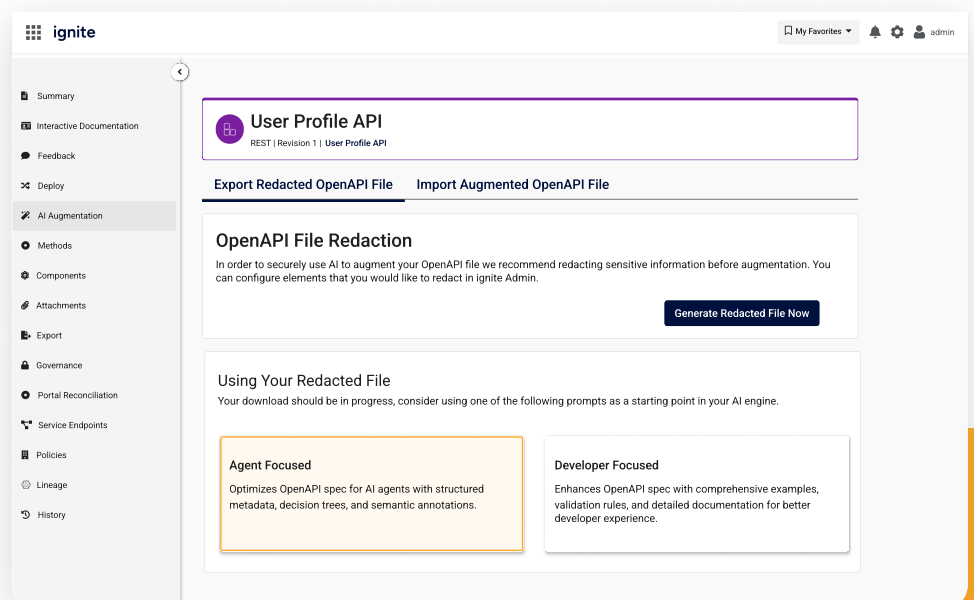 ignite
My Favorites
admin
Summary
Interactive Documentation
Feedback
Deploy
AI Augmentation
Methods
Components
Attachments
Export
Governance
Portal Reconciliation
Service Endpoints
Policies
Lineage
History
User Profile API
REST | Revision 1 | User Profile API
Export Redacted OpenAPI File
Import Augmented OpenAPI File
OpenAPI File Redaction
In order to securely use AI to augment your OpenAPI file we recommend redacting sensitive information before augmentation. You
can configure elements that you would like to redact in ignite Admin.
Generate Redacted File Now
Using Your Redacted File
Your download should be in progress, consider using one of the following prompts as a starting point in your AI engine.
Agent Focused
Optimizes OpenAPI spec for AI agents with structured
metadata, decision trees, and semantic annotations.
Developer Focused
Enhances OpenAPI spec with comprehensive examples,
validation rules, and detailed documentation for better
developer experience.